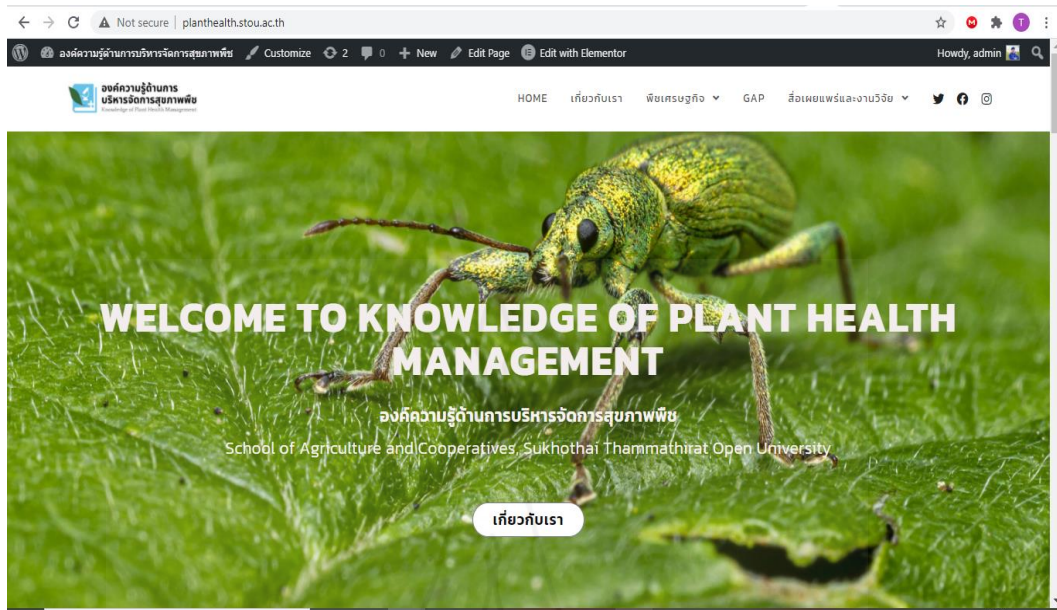 Not secure | planthealth.stou.ac.th
T
องค์ความรู้ด้านการบริหารจัดการสุขภาพพืช Customize 2 0 + New Edit Page Edit with Elementor Howdy, admin
องค์ความรู้ด้านการ
บริหารจัดการสุขภาพพืช
Knowledge of Plant Health Management
HOME เกี่ยวกับเรา พืชเศรษฐกิจ GAP สื่อเผยแพร่และงานวิจัย
WELCOME TO KNOWLEDGE OF PLANT HEALTH
MANAGEMENT
องค์ความรู้ด้านการบริหารจัดการสุขภาพพืช
School of Agriculture and Cooperatives, Sukhothai Thammathirat Open University
เกี่ยวกับเรา